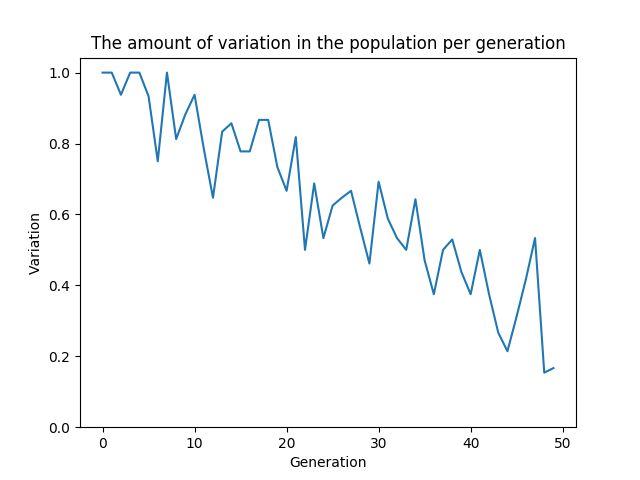 The amount of variation in the population per generation
1.0
0.8
0.6
0.4
0.2
0.0
Variation
0 10 20 30 40 50
Generation